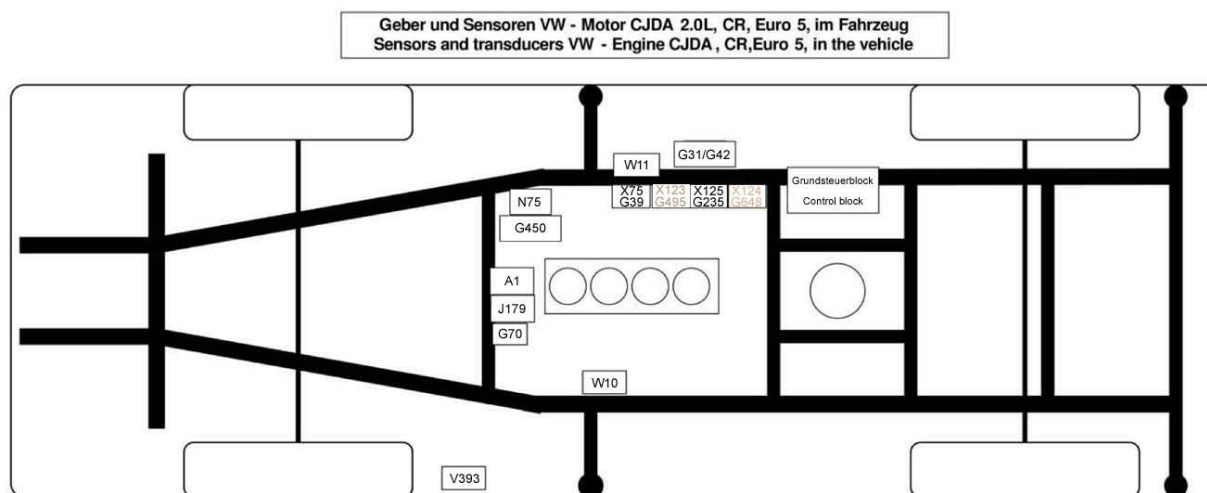 Geber und Sensoren VW - Motor CJDA 2.0L, CR, Euro 5, im Fahrzeug
Sensors and transducers VW - Engine CJDA , CR,Euro 5, in the vehicle
G31/G42
W11
X75 X123 X125 X124
G39 G495 G235 G648
Grundsteuerblock
Control block
N75
G450
A1
J179
G70
W10
V393